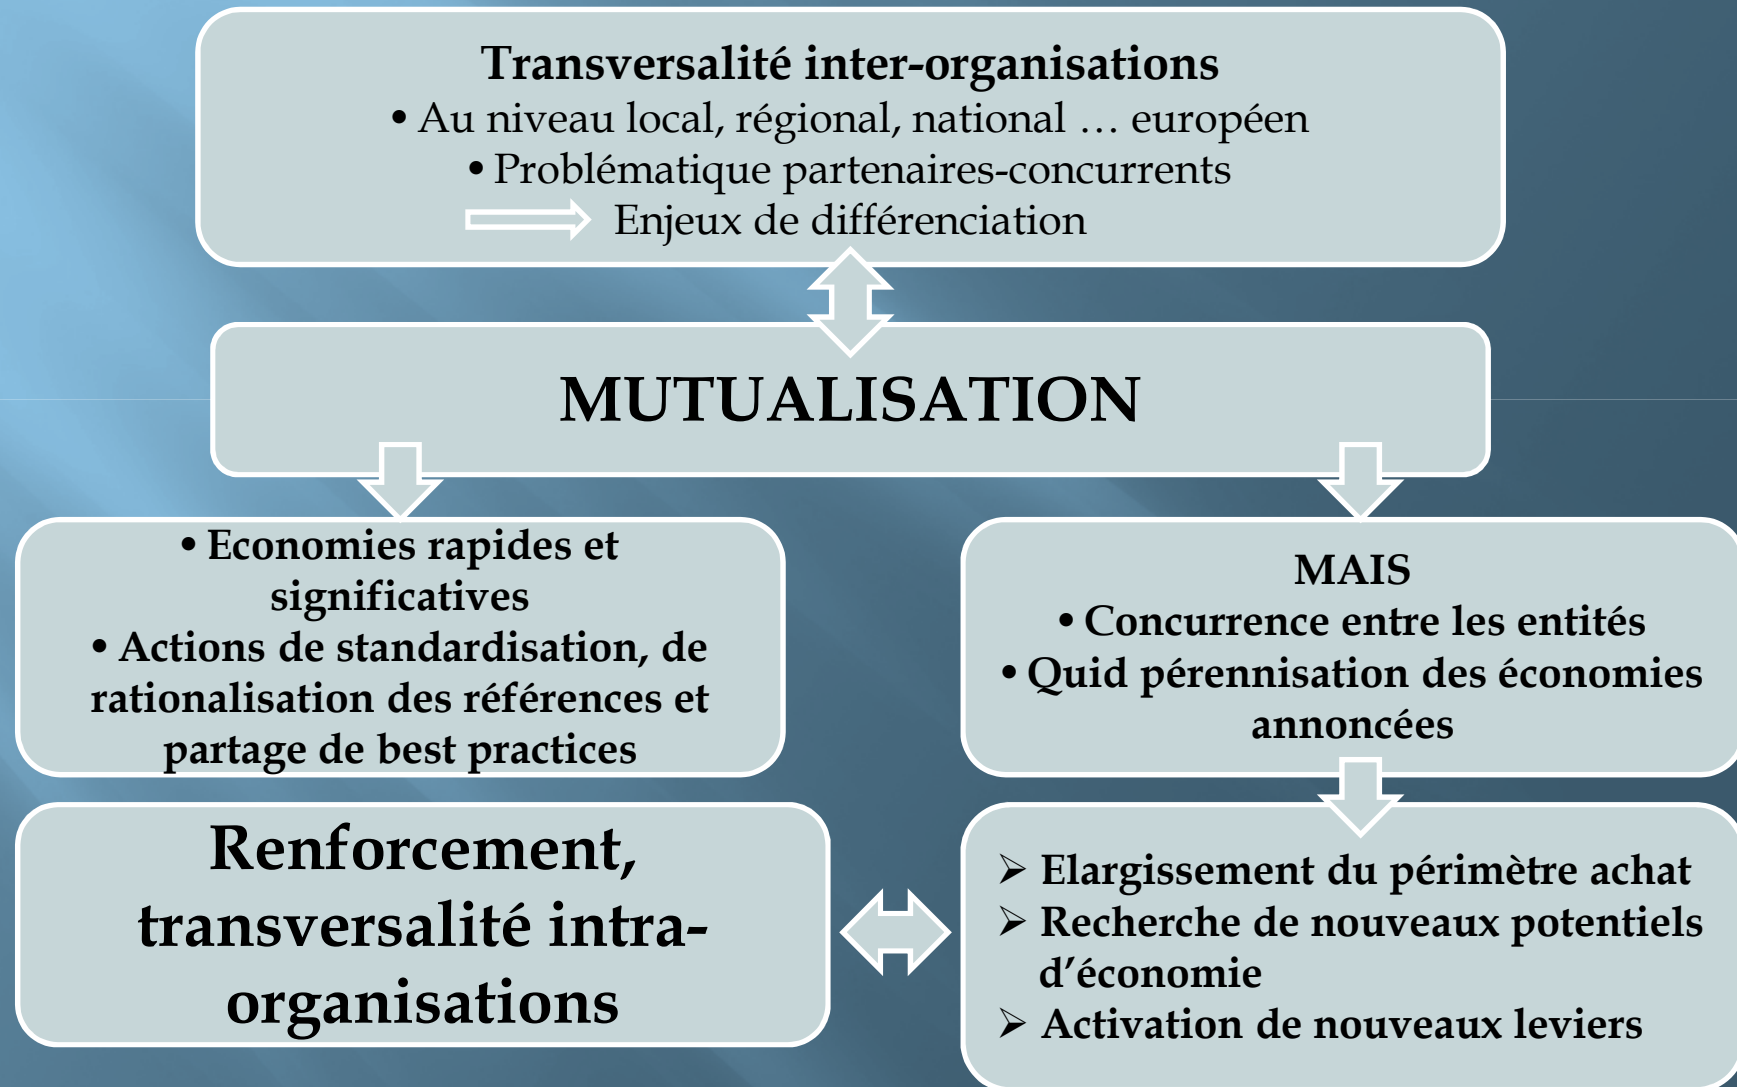 Transversalité inter-organisations
• Au niveau local, régional, national … européen
• Problématique partenaires-concurrents
Enjeux de différenciation
MUTUALISATION
• Economies rapides et
significatives
• Actions de standardisation, de
rationalisation des références et
partage de best practices
MAIS
• Concurrence entre les entités
• Quid pérennisation des économies
annoncées
Renforcement,
transversalité intra-
organisations
➢ Elargissement du périmètre achat
➢ Recherche de nouveaux potentiels
d’économie
➢ Activation de nouveaux leviers